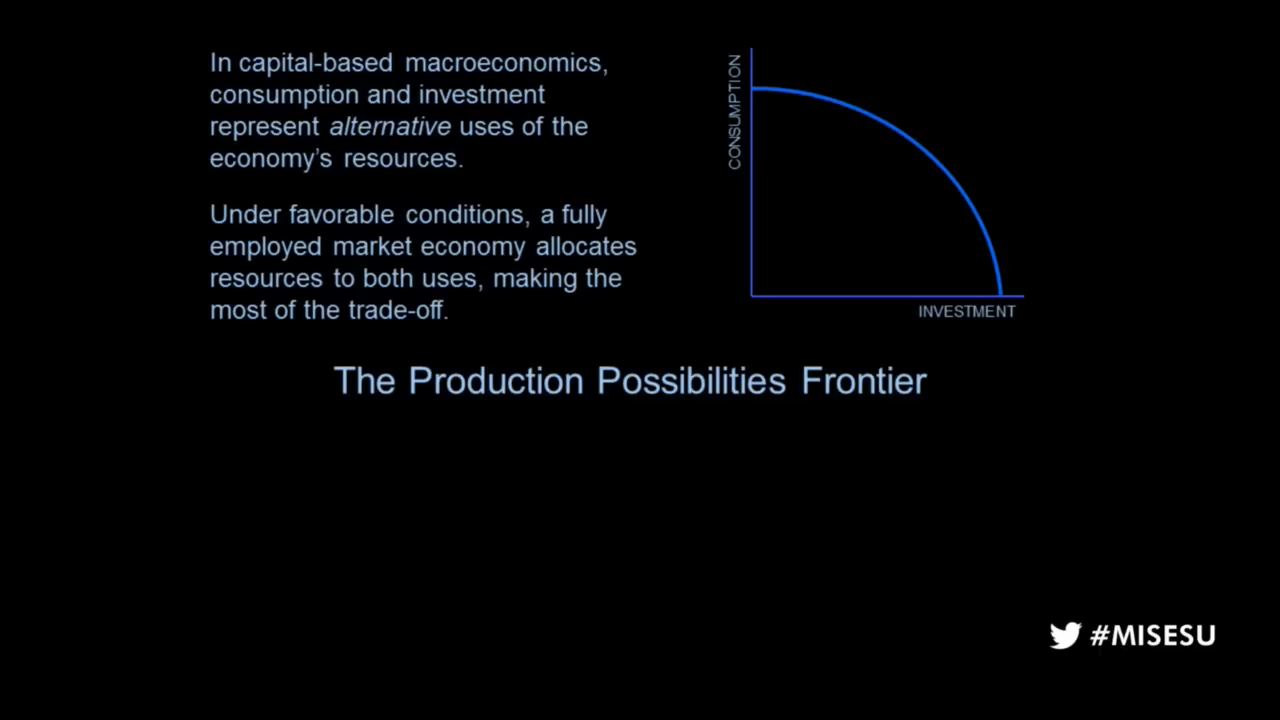 In capital-based macroeconomics,
consumption and investment
represent alternative uses of the
economy’s resources.
Under favorable conditions, a fully
employed market economy allocates
resources to both uses, making the
most of the trade-off.
CONSUMPTION
INVESTMENT
The Production Possibilities Frontier
#MISESU